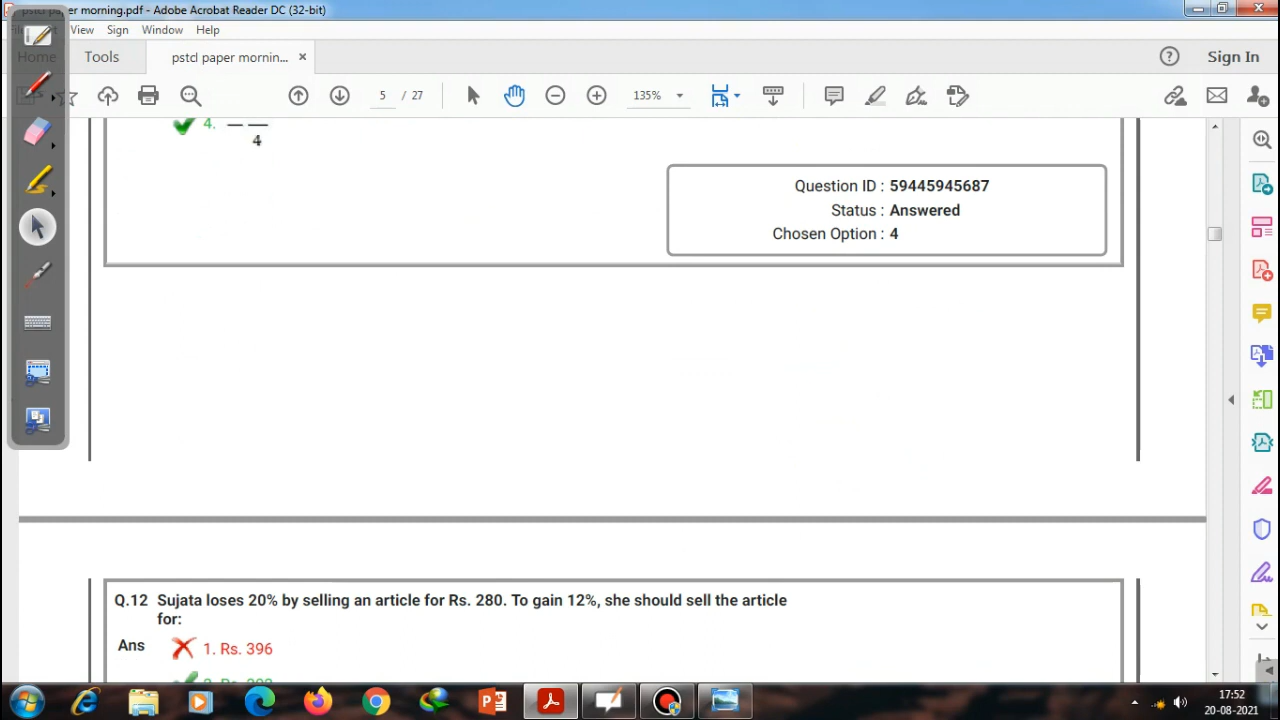 pstcl paper morning.pdf - Adobe Acrobat Reader DC (32-bit)
View Sign Window Help
Home Tools pstcl paper mornin... × Sign In
5 / 27 135%
4.
4
Question ID : 59445945687
Status : Answered
Chosen Option : 4
Q.12 Sujata loses 20% by selling an article for Rs. 280. To gain 12%, she should sell the article
for:
Ans 1. Rs. 396
17:52
20-08-2021